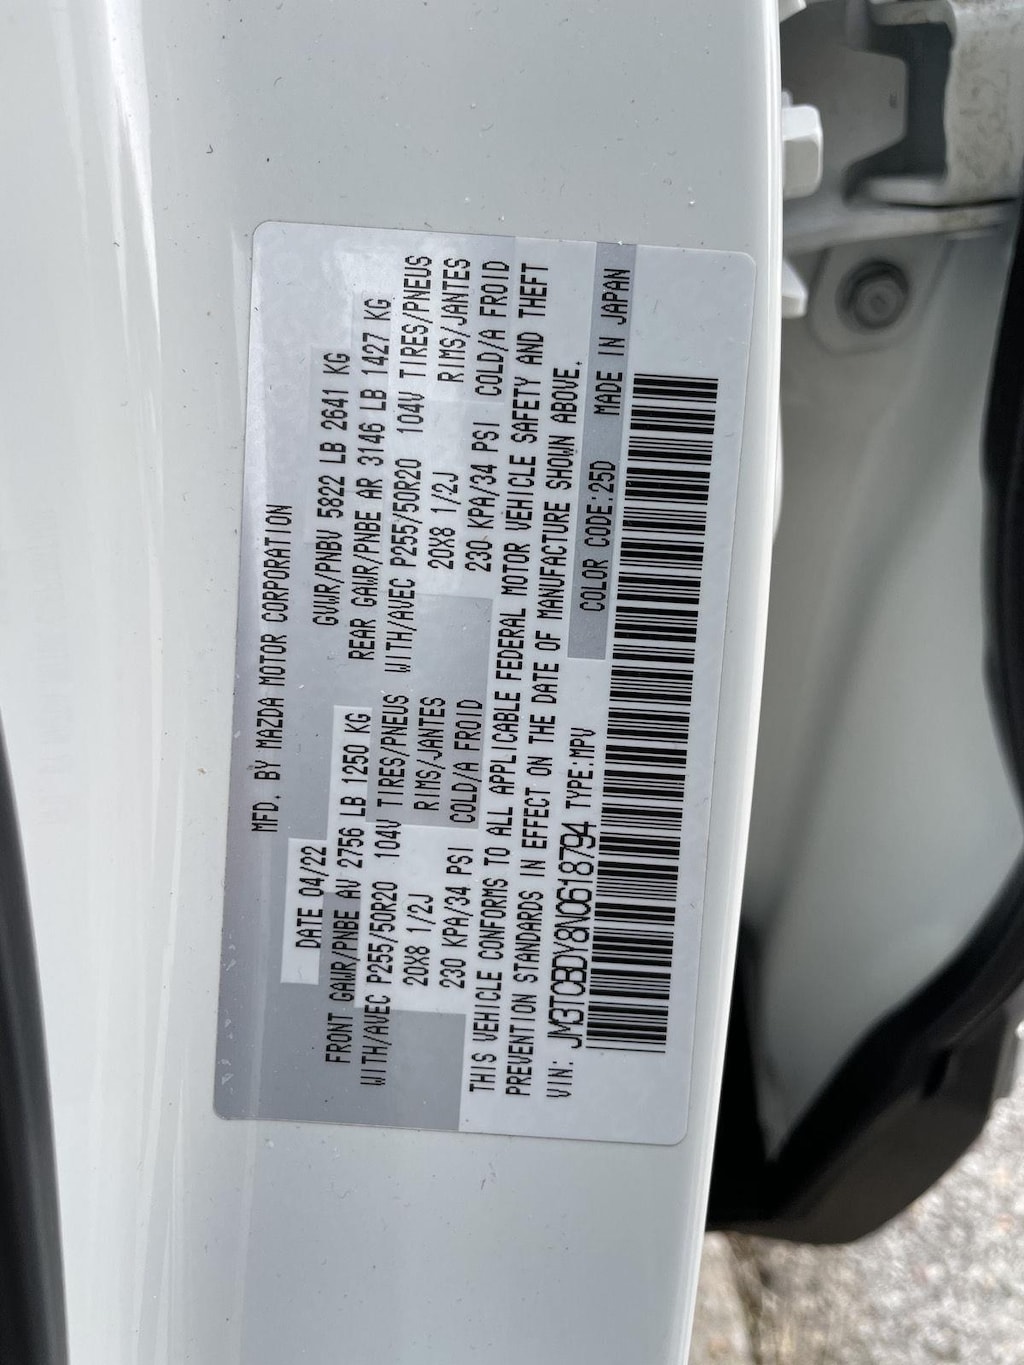 MFD. BY MAZDA MOTOR CORPORATION
DATE 04/22 GVWR/PNBV 5822 LB 2641 KG
FRONT GAWR/PNBE AV 2756 LB 1250 KG REAR GAWR/PNBE AR 3146 LB 1427 KG
WITH/AVEC P255/50R20 104V TIRES/PNEUS WITH/AVEC P255/50R20 104V TIRES/PNEUS
20X8 1/2J RIMS/JANTES 20X8 1/2J RIMS/JANTES
230 KPA/34 PSI COLD/A FROID 230 KPA/34 PSI COLD/A FROID
THIS VEHICLE CONFORMS TO ALL APPLICABLE FEDERAL MOTOR VEHICLE SAFETY AND THEFT
PREVENTION STANDARDS IN EFFECT ON THE DATE OF MANUFACTURE SHOWN ABOVE.
VIN: JM3TCBDY8N0618794 TYPE:MPV COLOR CODE:25D MADE IN JAPAN